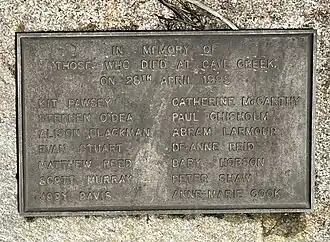 IN MEMORY OF
THOSE WHO DIED AT CAVE CREEK
ON 28TH APRIL 1995
KIT PAWSEY CATHERINE McCARTHY
STEPHEN O'DEA PAUL CHISHOLM
ALISON BLACKMAN ABRAM LARMOUR
EVAN STUART DE-ANNE REID
MATTHEW REED BARRY HOBSON
SCOTT MURRAY PETER SHAW
JODY DAVIS ANNE-MARIE COOK